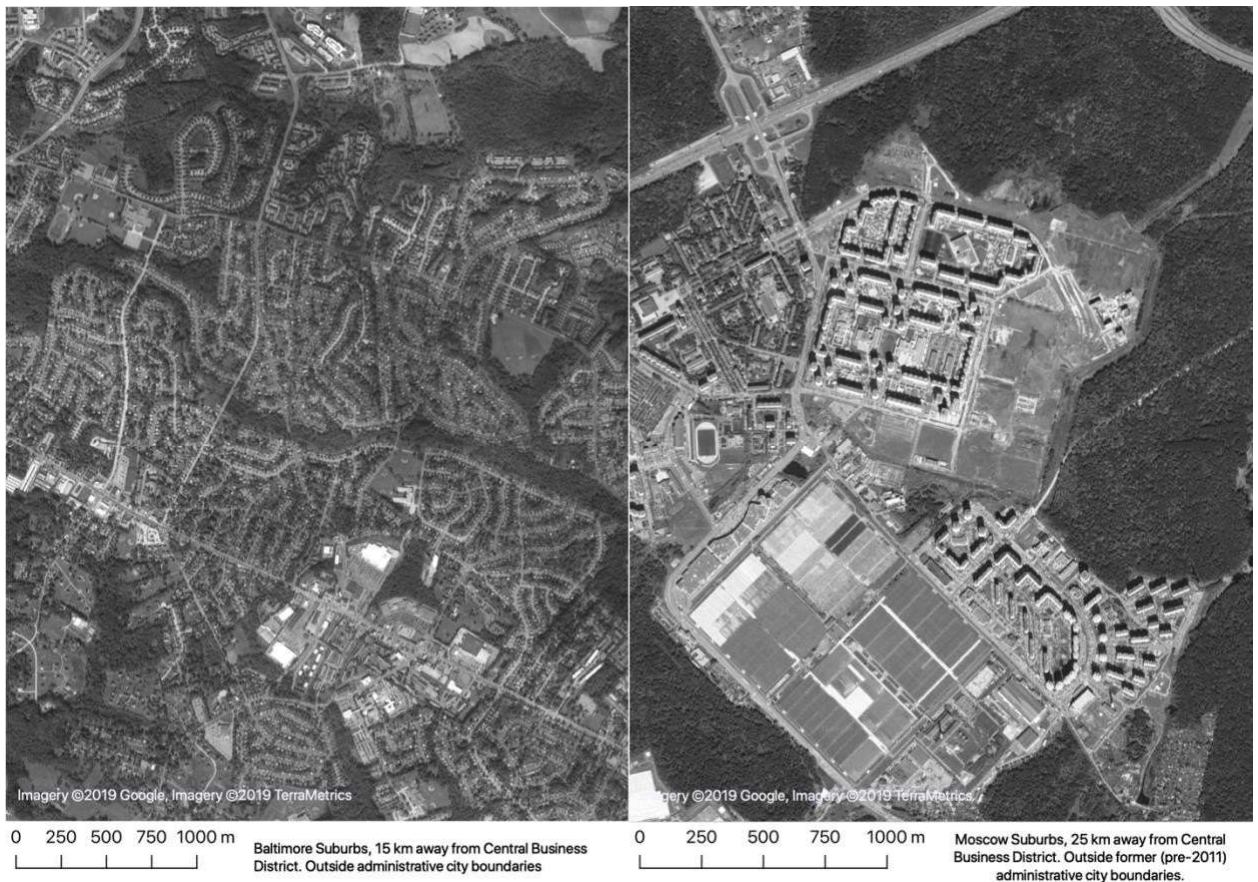 Imagery ©2019 Google, Imagery ©2019 TerraMetrics
gery ©2019 Google, Imagery ©2019 TerraMetrics
0 250 500 750 1000 m
Baltimore Suburbs, 15 km away from Central Business
District. Outside administrative city boundaries
0 250 500 750 1000 m
Moscow Suburbs, 25 km away from Central
Business District. Outside former (pre-2011)
administrative city boundaries.